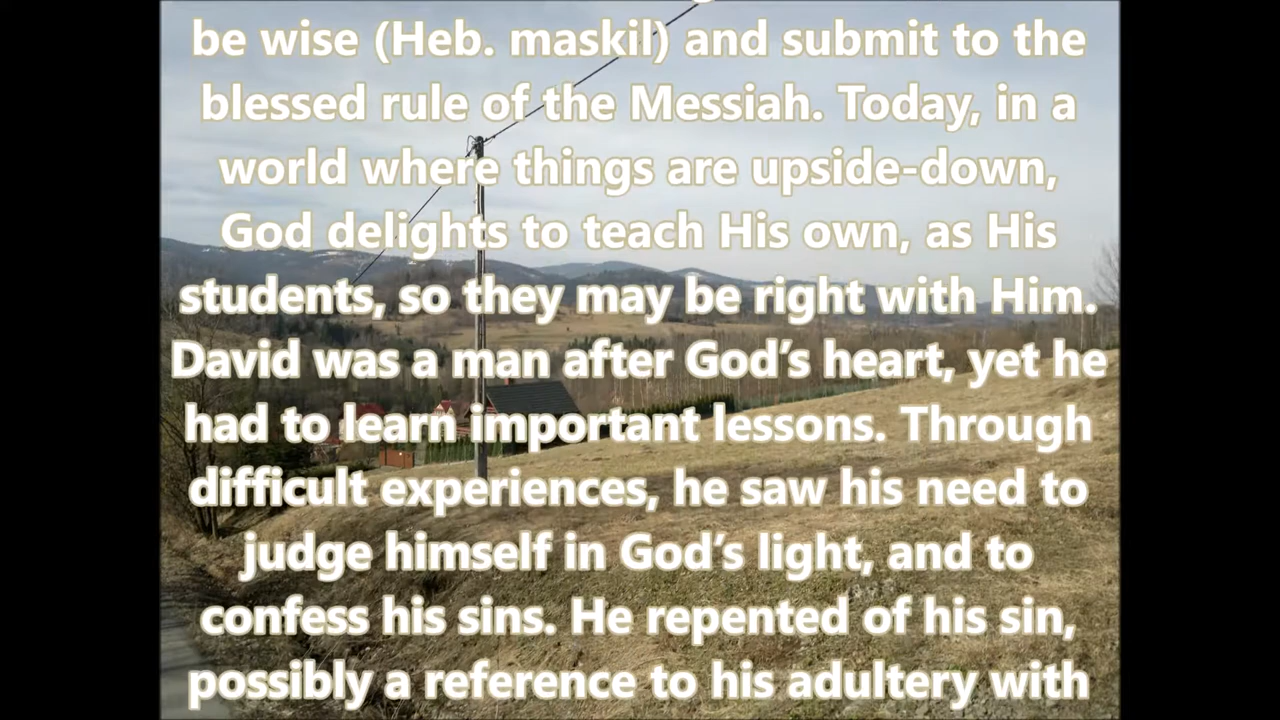 be wise (Heb. maskil) and submit to the
blessed rule of the Messiah. Today, in a
world where things are upside-down,
God delights to teach His own, as His
students, so they may be right with Him.
David was a man after God’s heart, yet he
had to learn important lessons. Through
difficult experiences, he saw his need to
judge himself in God’s light, and to
confess his sins. He repented of his sin,
possibly a reference to his adultery with